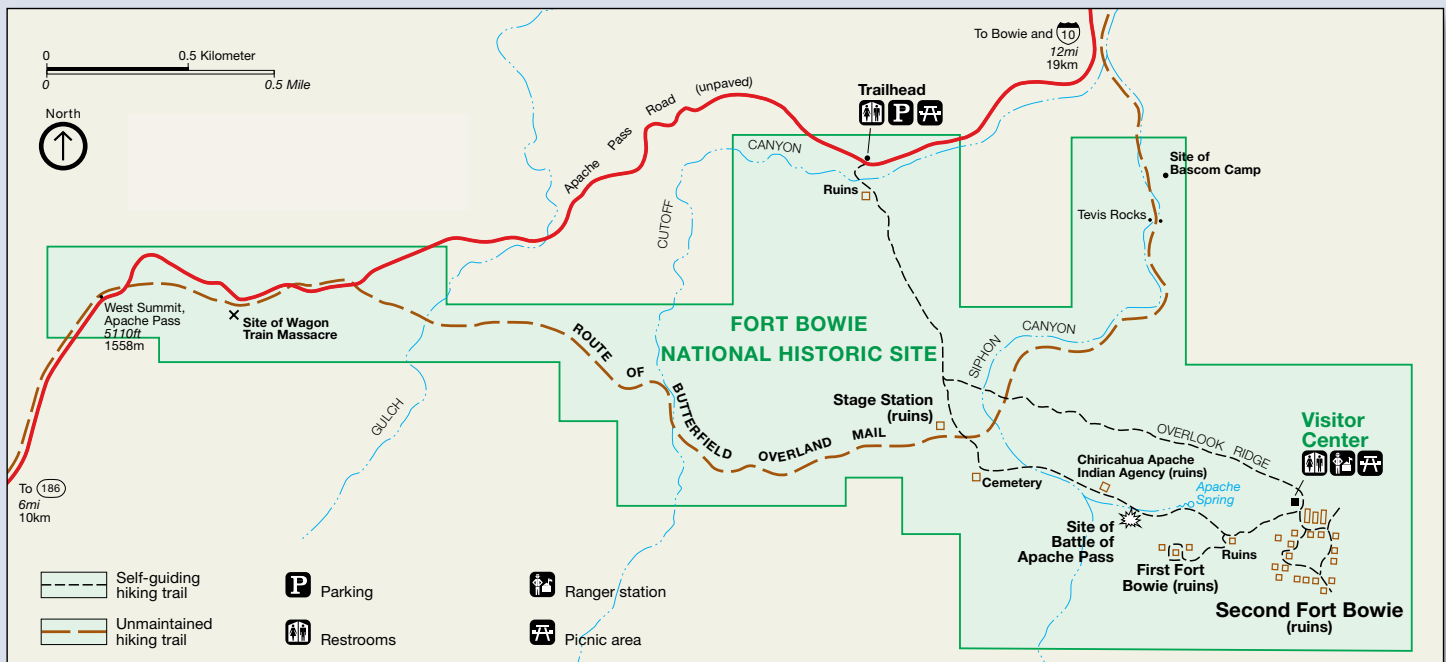 0 0.5 Kilometer
0 0.5 Mile
North
To Bowie and 10
12mi
19km
Trailhead
P
Apache Pass Road (unpaved)
CANYON
Ruins
CUTOFF
Site of
Bascom Camp
Tevis Rocks
West Summit,
Apache Pass
5110ft
1558m
Site of Wagon
Train Massacre
FORT BOWIE
NATIONAL HISTORIC SITE
ROUTE OF BUTTERFIELD OVERLAND MAIL
SIPHON CANYON
GULCH
Stage Station
(ruins)
OVERLOOK RIDGE
Visitor
Center
Cemetery
Chiricahua Apache
Indian Agency (ruins)
Apache
Spring
Site of
Battle of
Apache Pass
Ruins
First Fort
Bowie (ruins)
Second Fort Bowie
(ruins)
To 186
6mi
10km
Self-guiding
hiking trail
Unmaintained
hiking trail
P Parking
Restrooms
Ranger station
Picnic area